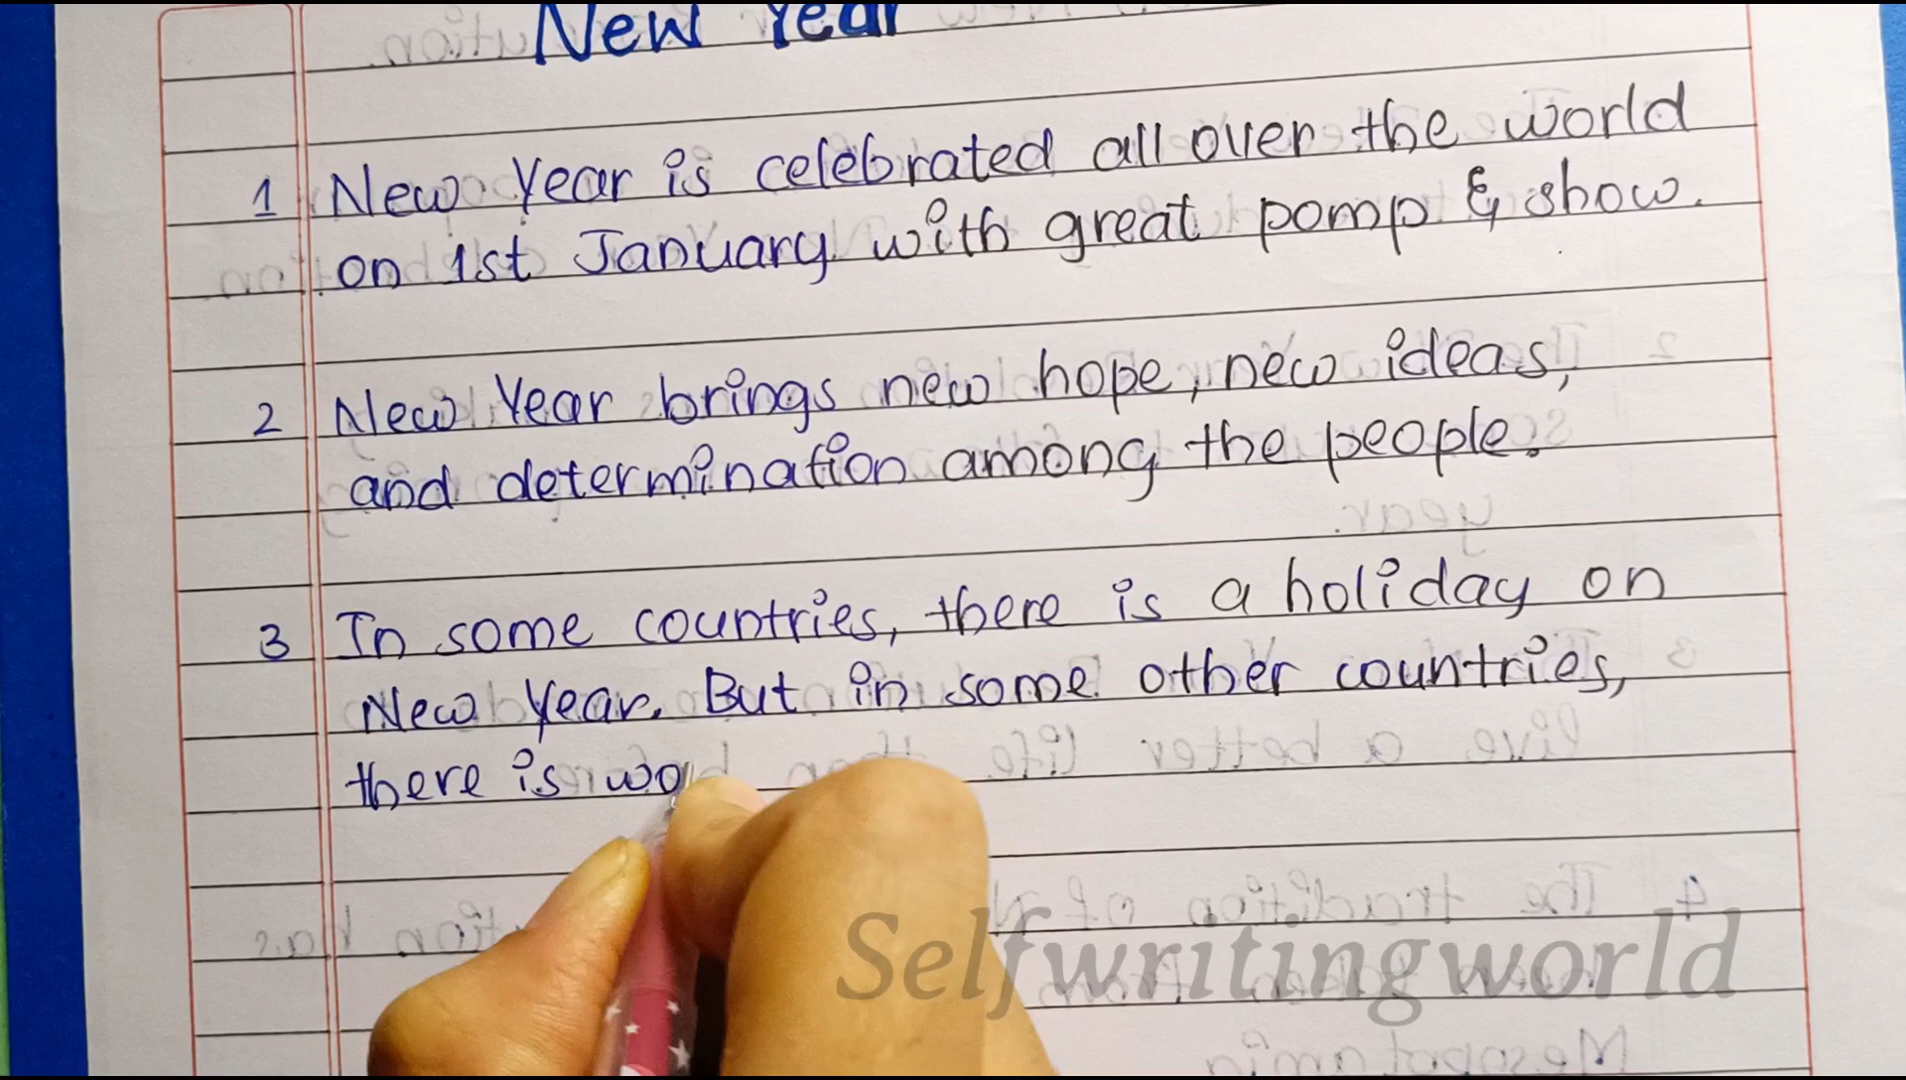 New Year
1 New Year is celebrated all over the world
on 1st January with great pomp & show.
2 New Year brings new hope, new ideas,
and determination among the people.
3 In some countries, there is a holiday on
New Year. But in some other countries,
there is wo
Selfwritingworld